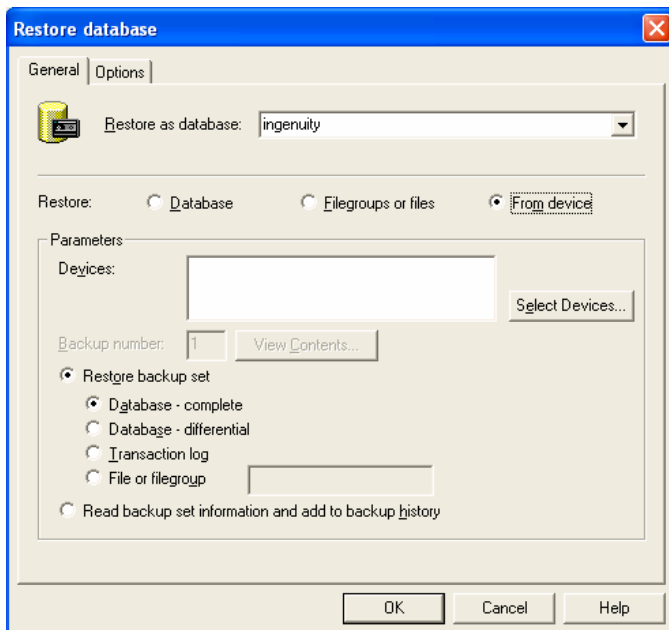 Restore database
General Options
Restore as database: ingenuity
Restore: Database Filegroups or files From device
Parameters
Devices:
Select Devices...
Backup number: 1 View Contents...
Restore backup set
Database - complete
Database - differential
Transaction log
File or filegroup
Read backup set information and add to backup history
OK Cancel Help